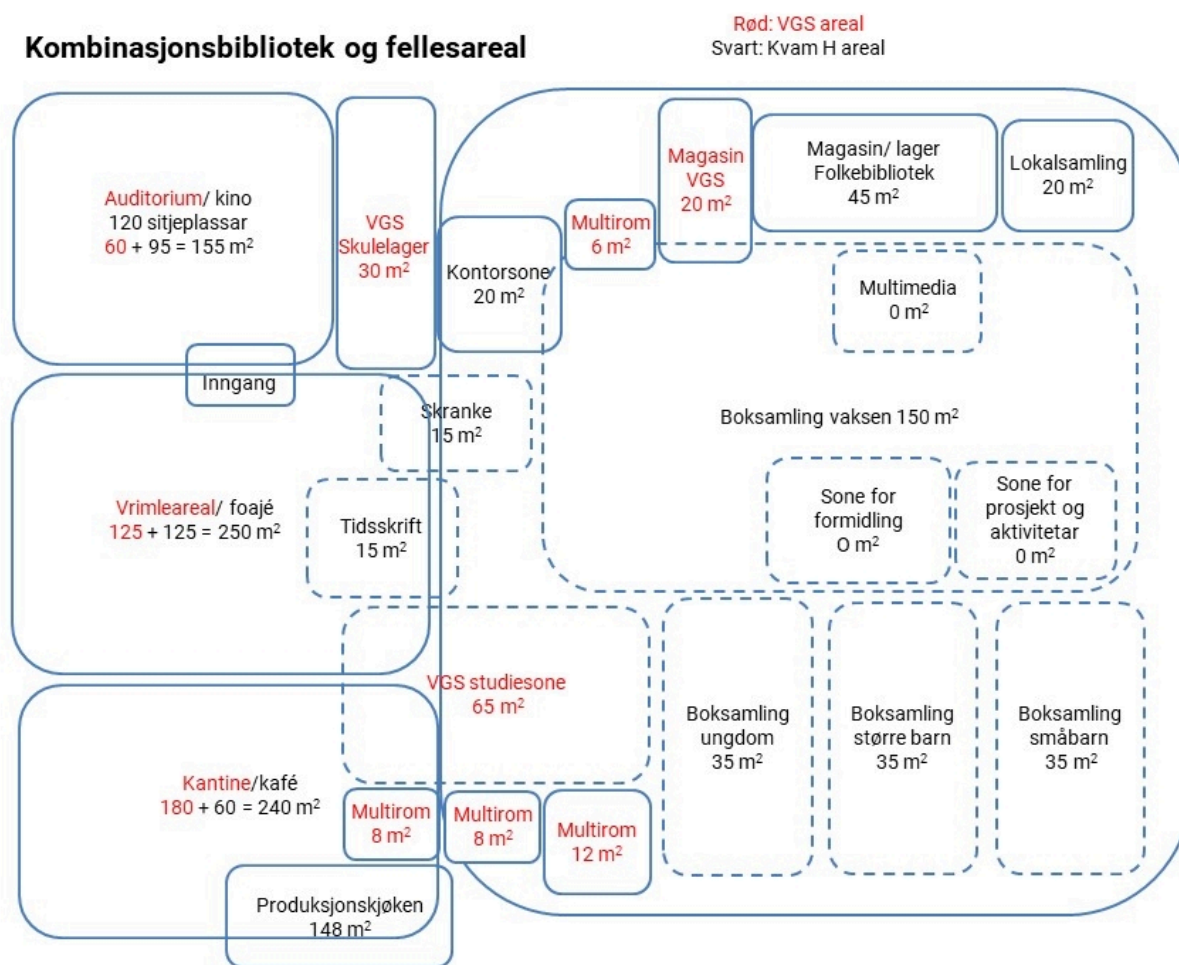 Kombinasjonsbibliotek og fellesareal
Rød: VGS areal
Svart: Kvam H areal
Auditorium/ kino
120 sitjeplassar
60 + 95 = 155 m²
VGS
Skulelager
30 m²
Kontorsone
20 m²
Multirom
6 m²
Magasin
VGS
20 m²
Magasin/ lager
Folkebibliotek
45 m²
Lokalsamling
20 m²
Multimedia
0 m²
Inngang
Skranke
15 m²
Boksamling vaksen 150 m²
Vrimleareal/ foajé
125 + 125 = 250 m²
Tidsskrift
15 m²
Sone for
formidling
O m²
Sone for
prosjekt og
aktivitetar
0 m²
VGS studiesone
65 m²
Boksamling
ungdom
35 m²
Boksamling
større barn
35 m²
Boksamling
småbarn
35 m²
Kantine/kafé
180 + 60 = 240 m²
Multirom
8 m²
Multirom
8 m²
Multirom
12 m²
Produksjonskjøken
148 m²